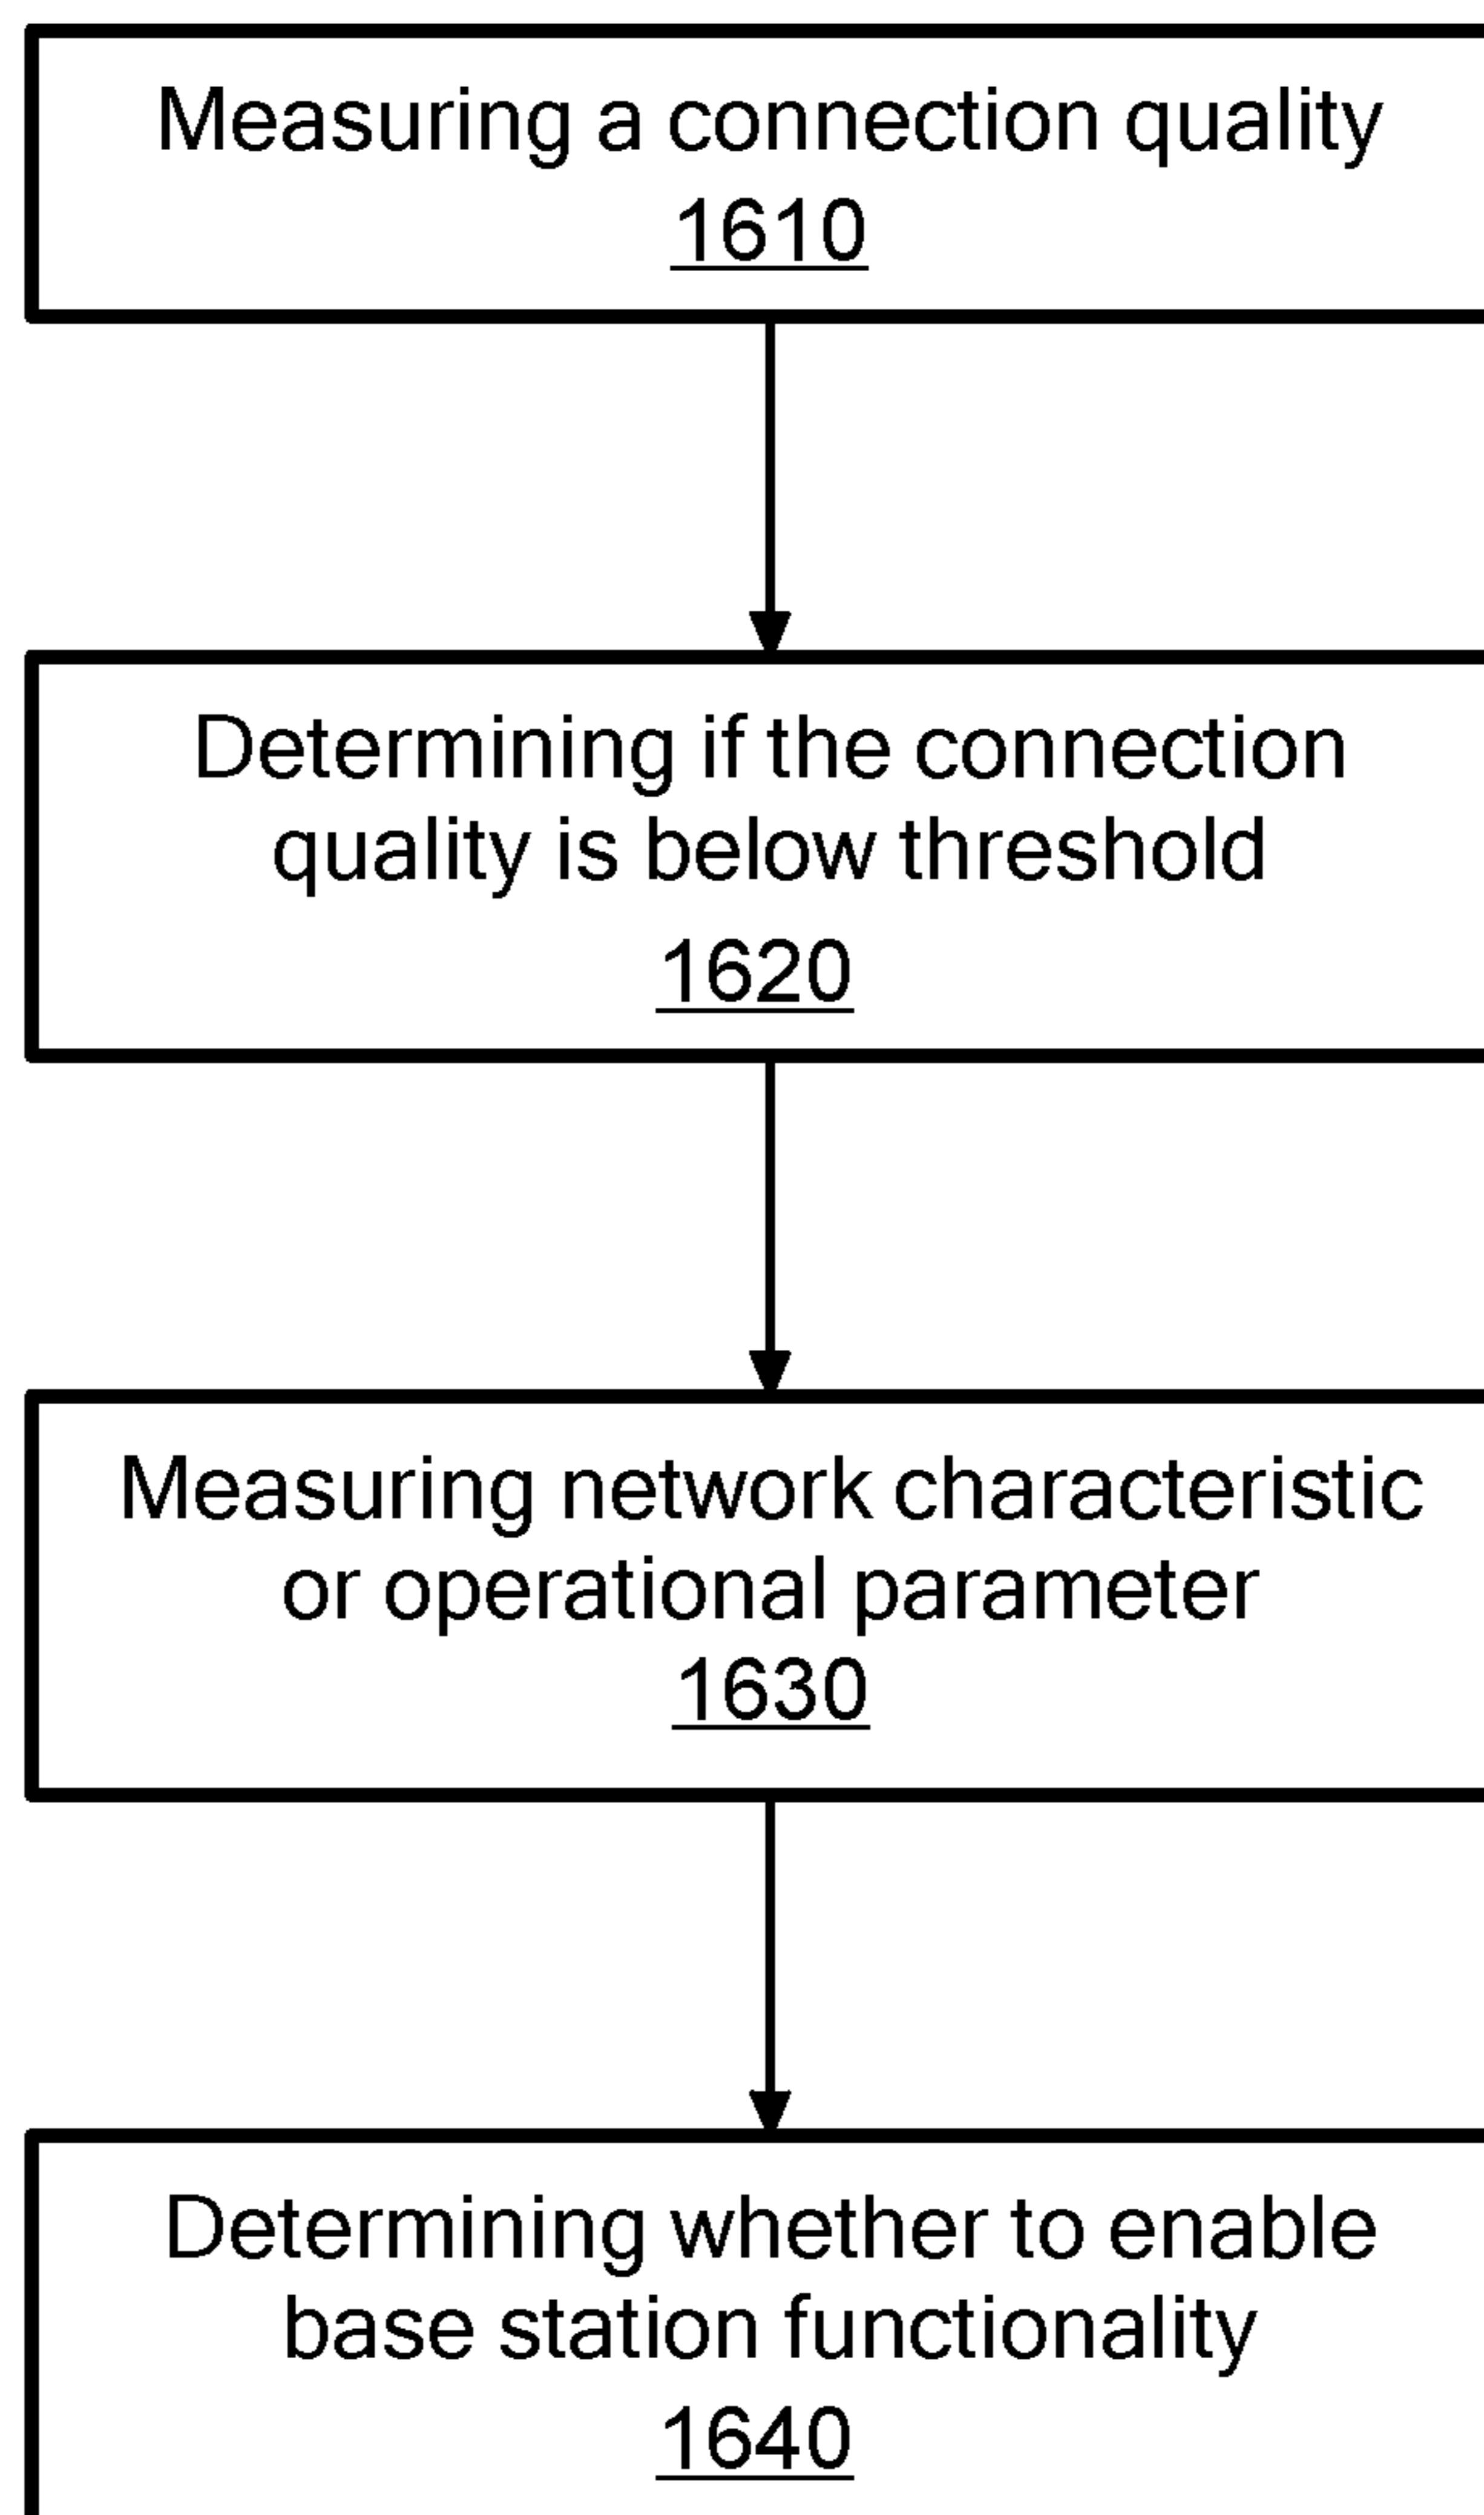 Measuring a connection quality
1610
Determining if the connection
quality is below threshold
1620
Measuring network characteristic
or operational parameter
1630
Determining whether to enable
base station functionality
1640